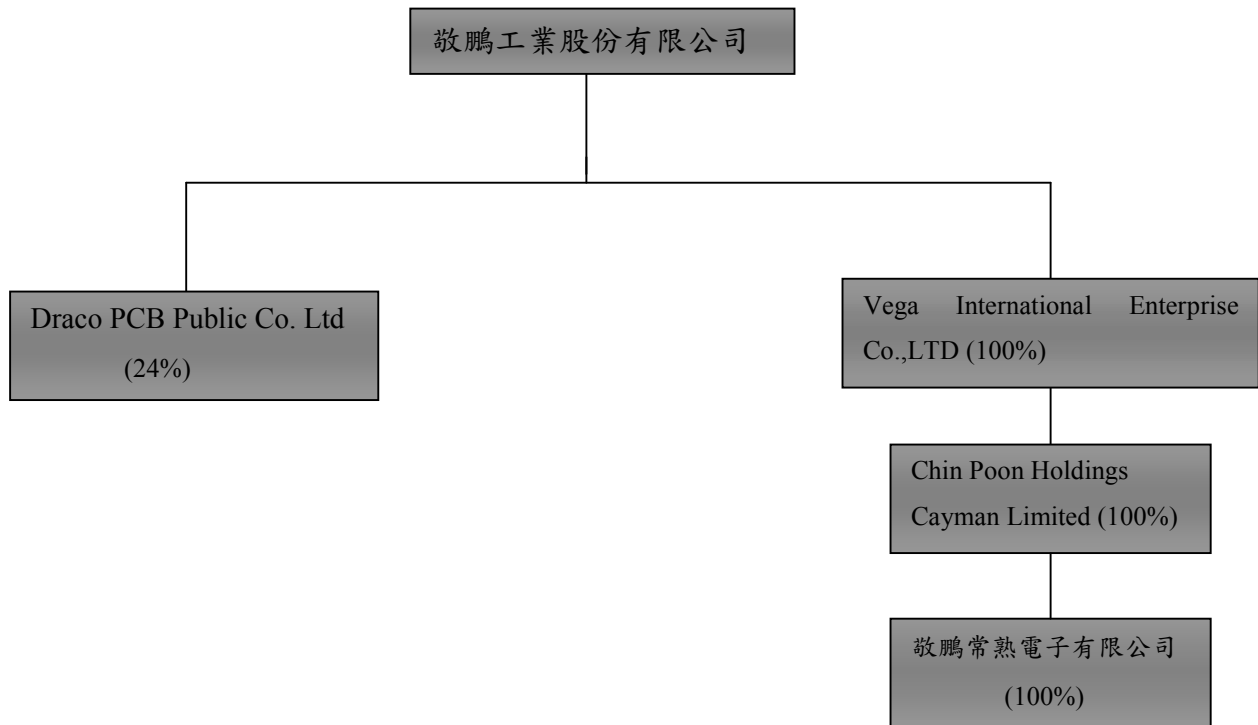 敬鵬工業股份有限公司
Draco PCB Public Co. Ltd
(24%)
Vega International Enterprise
Co.,LTD (100%)
Chin Poon Holdings
Cayman Limited (100%)
敬鵬常熟電子有限公司
(100%)